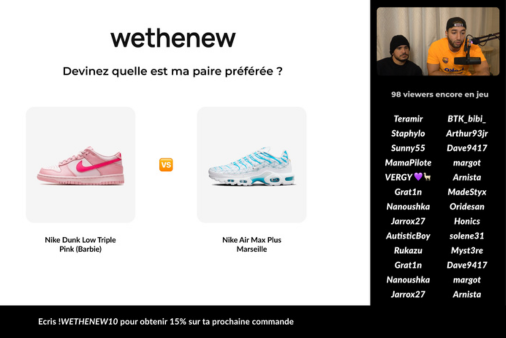 wethenew
Devinez quelle est ma paire préférée ?
VS
Nike Dunk Low Triple
Pink (Barbie)
Nike Air Max Plus
Marseille
Ecris !WETHENEW10 pour obtenir 15% sur ta prochaine commande
98 viewers encore en jeu
Teramir BTK_bibi_
Staphylo Arthur93jr
Sunny55 Dave9417
MamaPilote margot
VERGY💜🦙 Arnista
Grat1n MadeStyx
Nanoushka Oridesan
Jarrox27 Honics
AutisticBoy solene31
Rukazu Myst3re
Grat1n Dave9417
Nanoushka margot
Jarrox27 Arnista